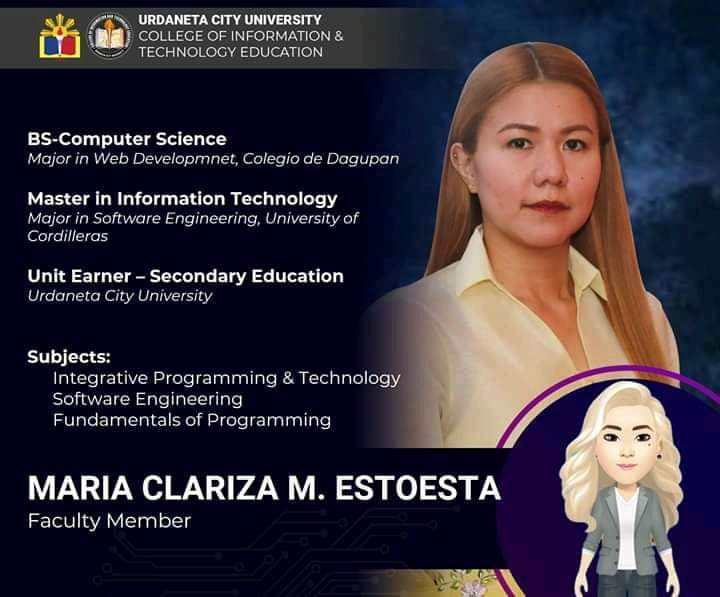 URDANETA CITY UNIVERSITY
COLLEGE OF INFORMATION &
TECHNOLOGY EDUCATION
BS-Computer Science
Major in Web Developmnet, Colegio de Dagupan
Master in Information Technology
Major in Software Engineering, University of
Cordilleras
Unit Earner – Secondary Education
Urdaneta City University
Subjects:
Integrative Programming & Technology
Software Engineering
Fundamentals of Programming
MARIA CLARIZA M. ESTOESTA
Faculty Member